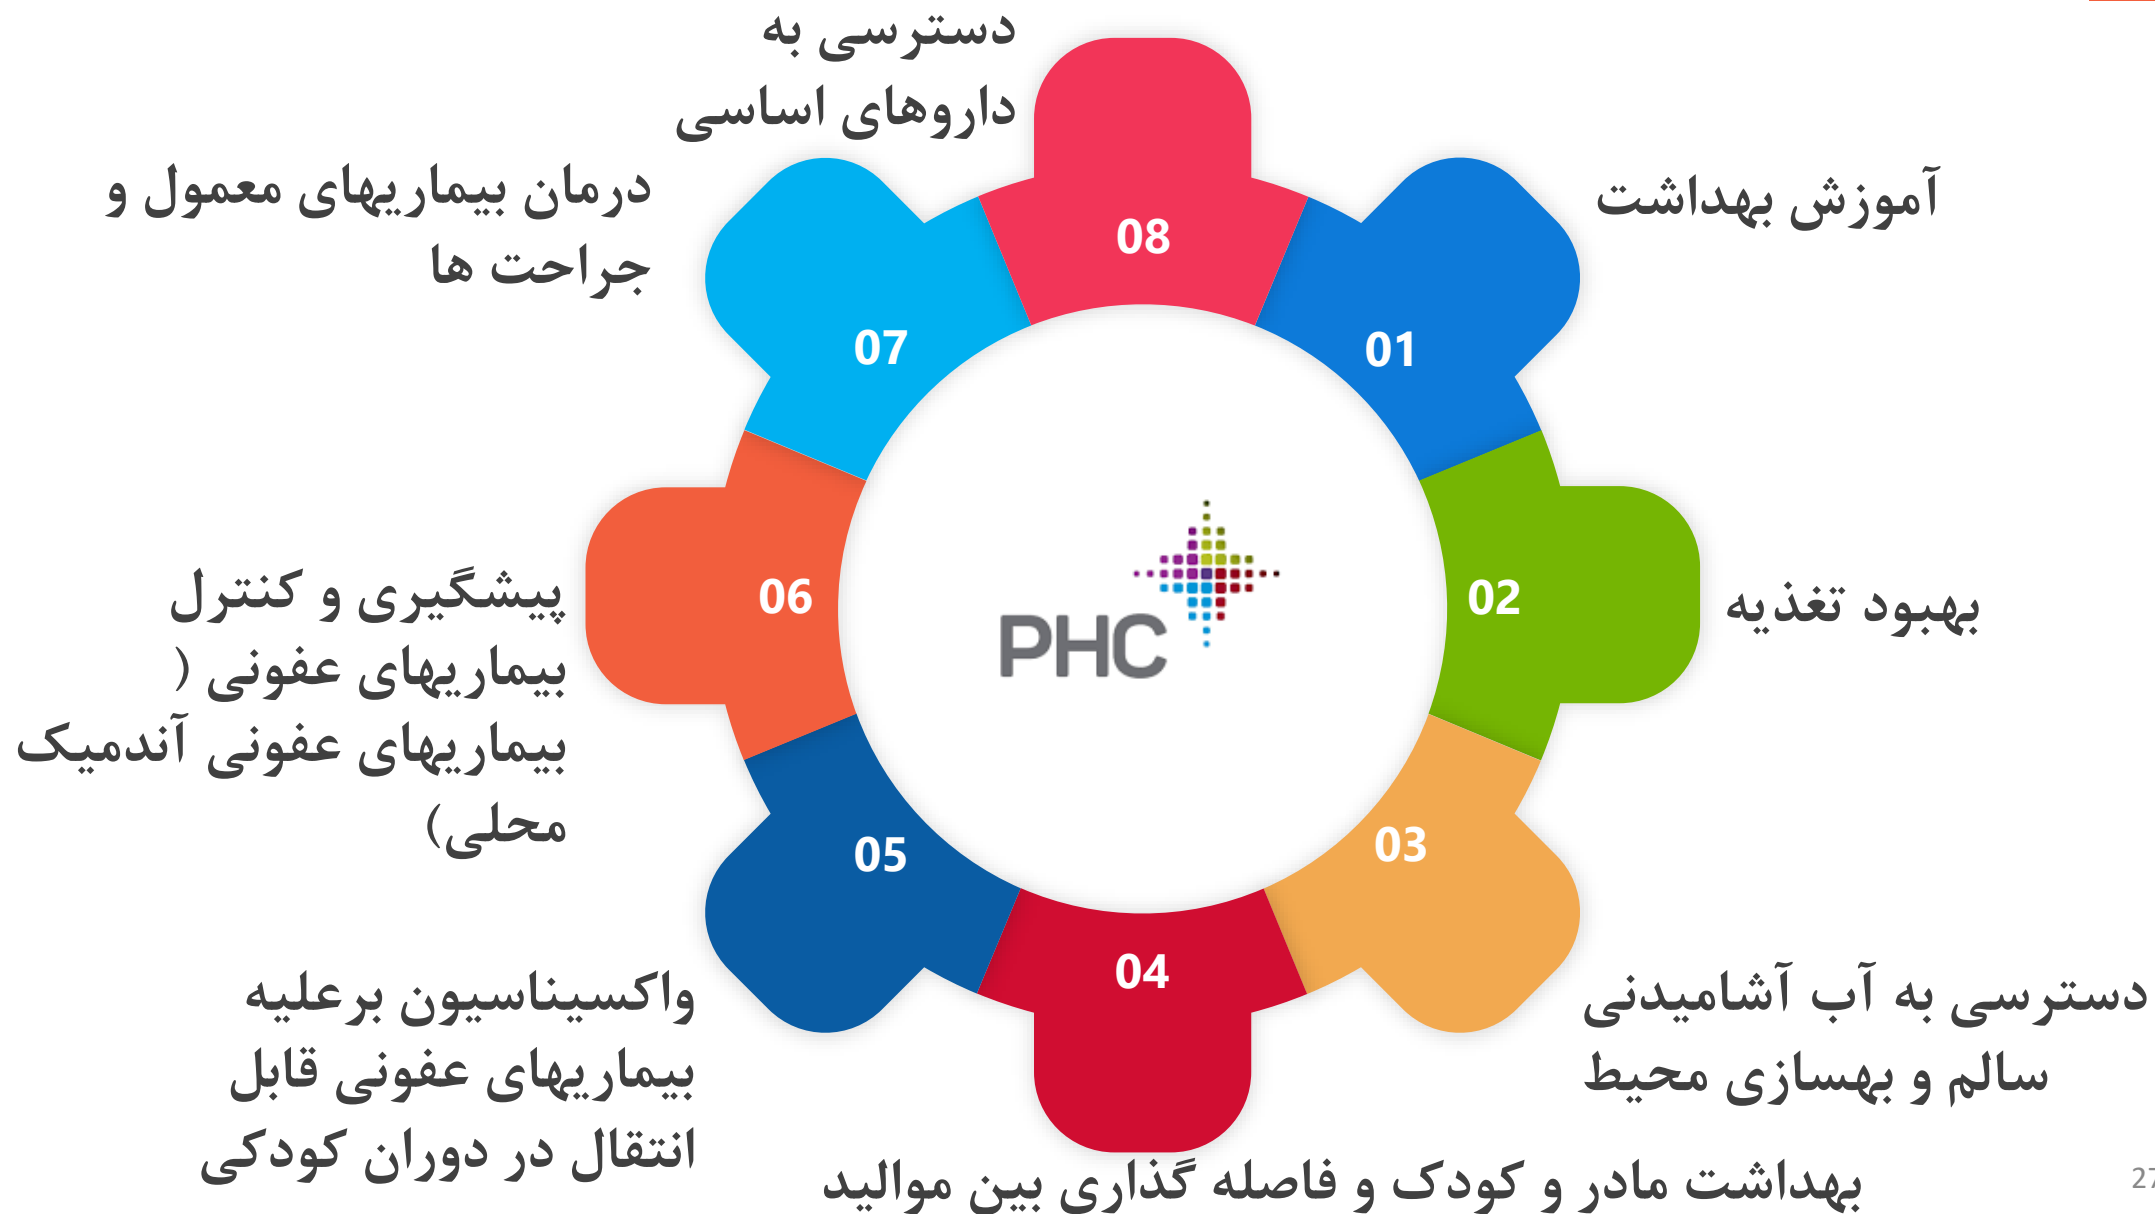 دسترسی به
داروهای اساسی
08
آموزش بهداشت
01
بهبود تغذیه
02
دسترسی به آب آشامیدنی
سالم و بهسازی محیط
03
بهداشت مادر و کودک و فاصله گذاری بین موالید
04
واکسیناسیون برعلیه
بیماریهای عفونی قابل
انتقال در دوران کودکی
05
پیشگیری و کنترل
بیماریهای عفونی (
بیماریهای عفونی آندمیک
محلی)
06
درمان بیماریهای معمول و
جراحت ها
07
PHC
27